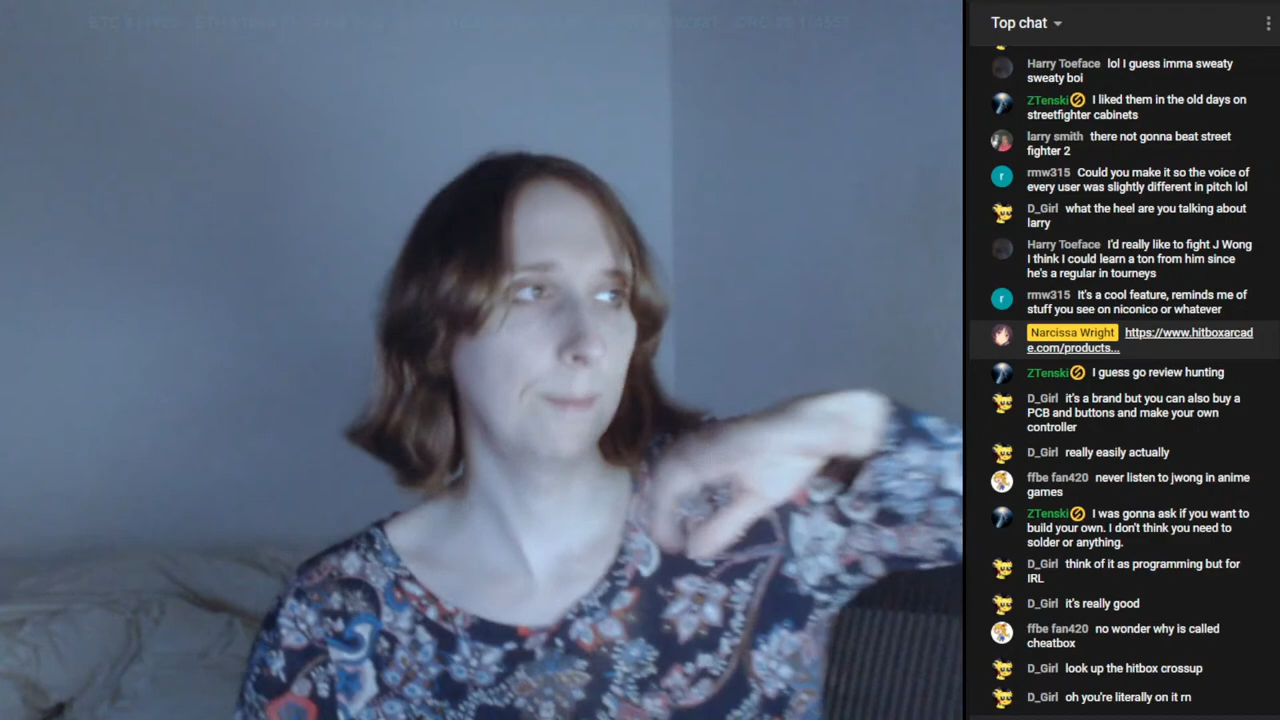 Top chat
Harry Toeface lol I guess imma sweaty
sweaty boi
ZTenski I liked them in the old days on
streetfighter cabinets
larry smith there not gonna beat street
fighter 2
r rmw315 Could you make it so the voice of
every user was slightly different in pitch lol
D_Girl what the heel are you talking about
larry
Harry Toeface I'd really like to fight J Wong
I think I could learn a ton from him since
he's a regular in tourneys
r rmw315 It's a cool feature, reminds me of
stuff you see on niconico or whatever
Narcissa Wright https://www.hitboxarcad
e.com/products...
ZTenski I guess go review hunting
D_Girl it's a brand but you can also buy a
PCB and buttons and make your own
controller
D_Girl really easily actually
ffbe fan420 never listen to jwong in anime
games
ZTenski I was gonna ask if you want to
build your own. I don't think you need to
solder or anything.
D_Girl think of it as programming but for
IRL
D_Girl it's really good
ffbe fan420 no wonder why is called
cheatbox
D_Girl look up the hitbox crossup
D_Girl oh you're literally on it rn